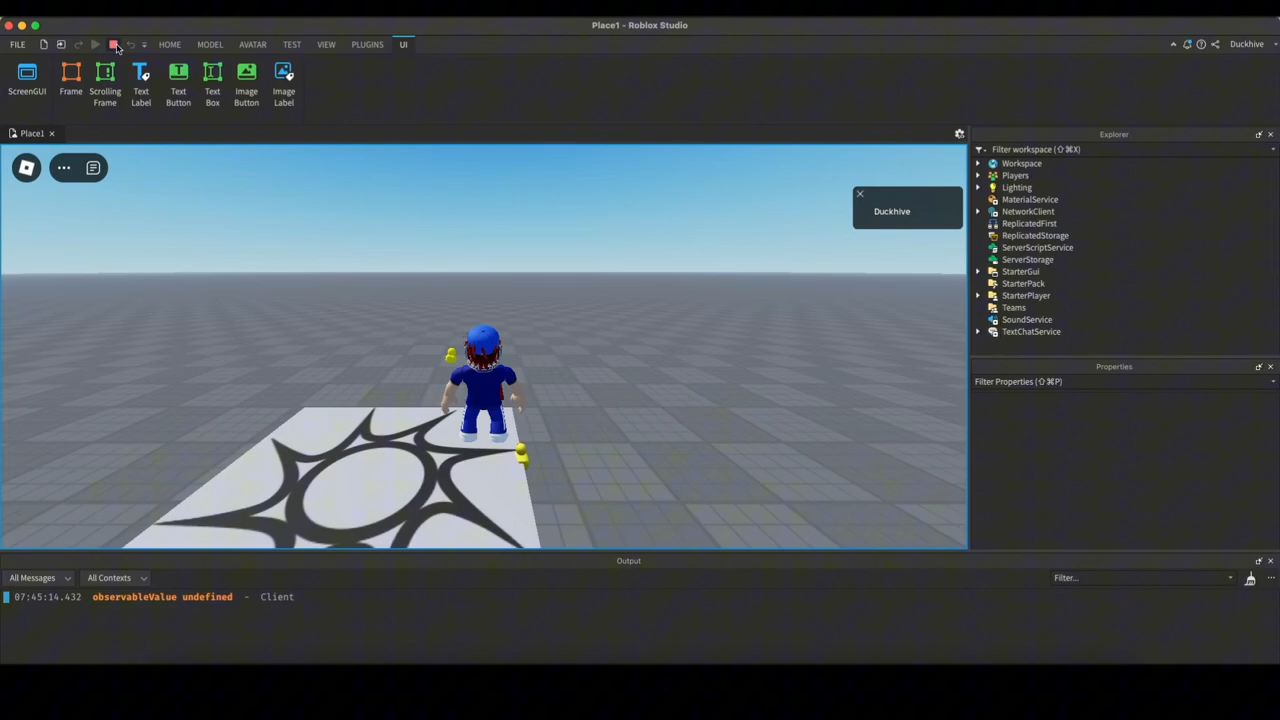 Place1 - Roblox Studio
FILE HOME MODEL AVATAR TEST VIEW PLUGINS UI Duckhive
ScreenGUI Frame Scrolling Frame Text Label Text Button Text Box Image Button Image Label
Place1
Duckhive
Explorer
Filter workspace (⇧⌘X)
Workspace
Players
Lighting
MaterialService
NetworkClient
ReplicatedFirst
ReplicatedStorage
ServerScriptService
ServerStorage
StarterGui
StarterPack
StarterPlayer
Teams
SoundService
TextChatService
Properties
Filter Properties (⇧⌘P)
Output
All Messages All Contexts Filter...
07:45:14.432 observableValue undefined - Client